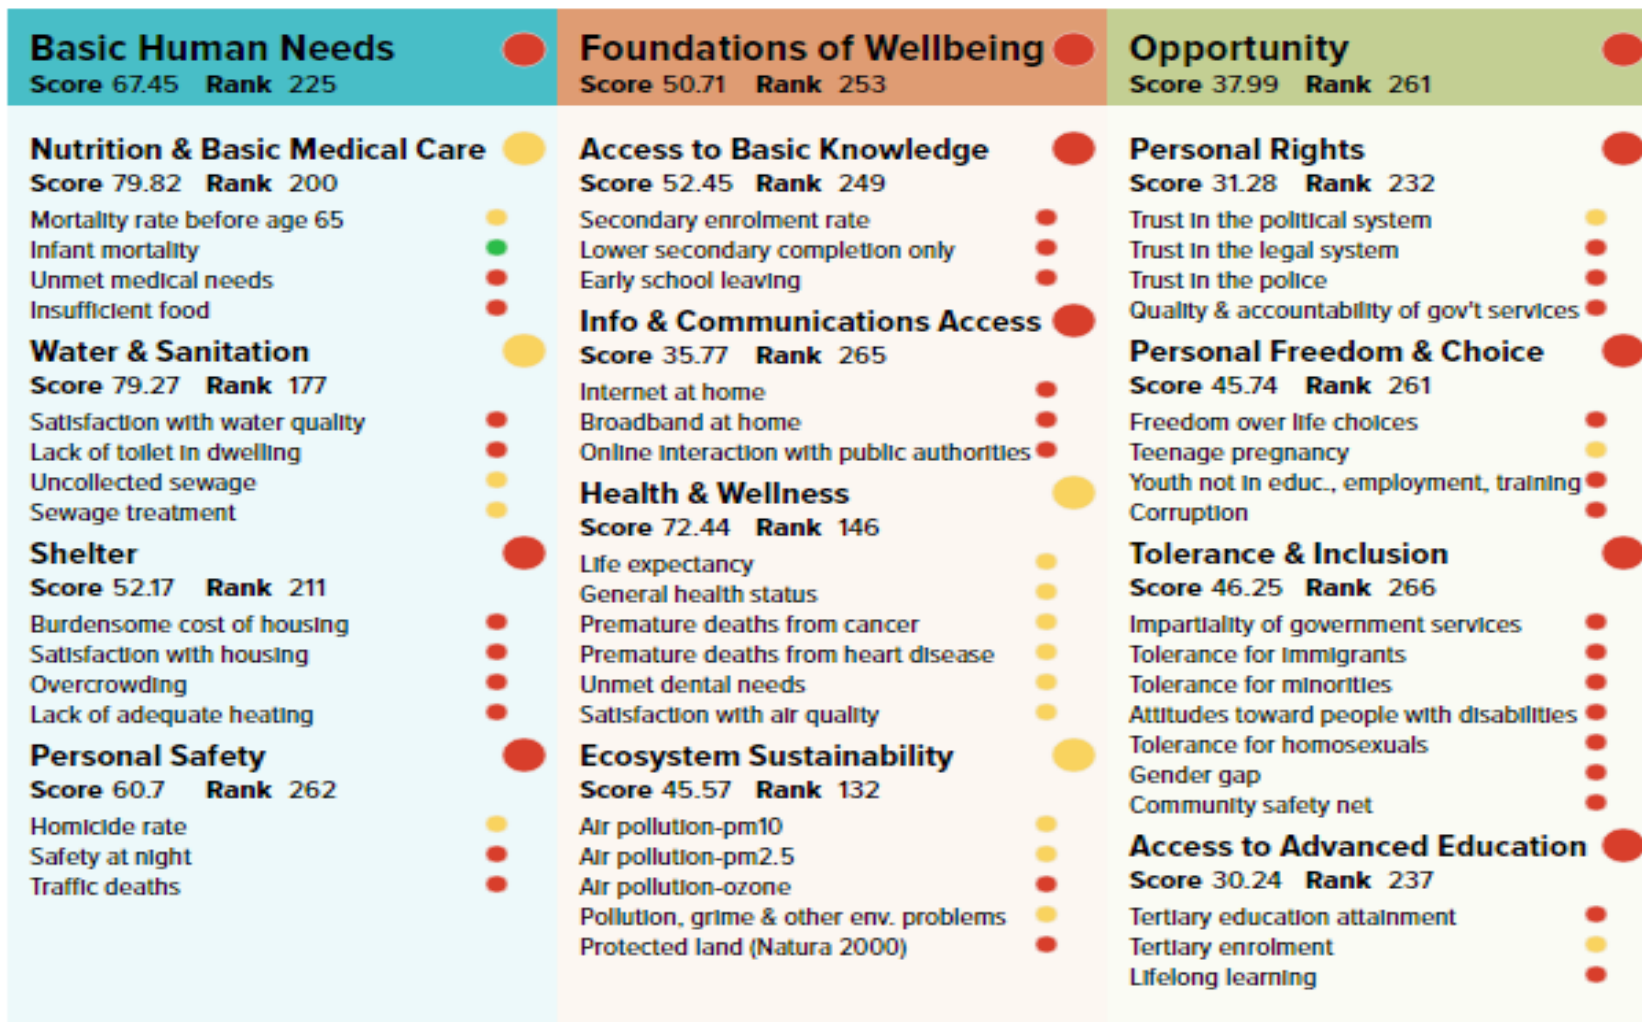 Basic Human Needs
Score 67.45 Rank 225
Nutrition & Basic Medical Care
Score 79.82 Rank 200
Mortality rate before age 65
Infant mortality
Unmet medical needs
Insufficient food
Water & Sanitation
Score 79.27 Rank 177
Satisfaction with water quality
Lack of toilet in dwelling
Uncollected sewage
Sewage treatment
Shelter
Score 52.17 Rank 211
Burdensome cost of housing
Satisfaction with housing
Overcrowding
Lack of adequate heating
Personal Safety
Score 60.7 Rank 262
Homicide rate
Safety at night
Traffic deaths
Foundations of Wellbeing
Score 50.71 Rank 253
Access to Basic Knowledge
Score 52.45 Rank 249
Secondary enrolment rate
Lower secondary completion only
Early school leaving
Info & Communications Access
Score 35.77 Rank 265
Internet at home
Broadband at home
Online interaction with public authorities
Health & Wellness
Score 72.44 Rank 146
Life expectancy
General health status
Premature deaths from cancer
Premature deaths from heart disease
Unmet dental needs
Satisfaction with air quality
Ecosystem Sustainability
Score 45.57 Rank 132
Air pollution-pm10
Air pollution-pm2.5
Air pollution-ozone
Pollution, grime & other env. problems
Protected land (Natura 2000)
Opportunity
Score 37.99 Rank 261
Personal Rights
Score 31.28 Rank 232
Trust in the political system
Trust in the legal system
Trust in the police
Quality & accountability of gov't services
Personal Freedom & Choice
Score 45.74 Rank 261
Freedom over life choices
Teenage pregnancy
Youth not in educ., employment, training
Corruption
Tolerance & Inclusion
Score 46.25 Rank 266
Impartiality of government services
Tolerance for immigrants
Tolerance for minorities
Attitudes toward people with disabilities
Tolerance for homosexuals
Gender gap
Community safety net
Access to Advanced Education
Score 30.24 Rank 237
Tertiary education attainment
Tertiary enrolment
Lifelong learning